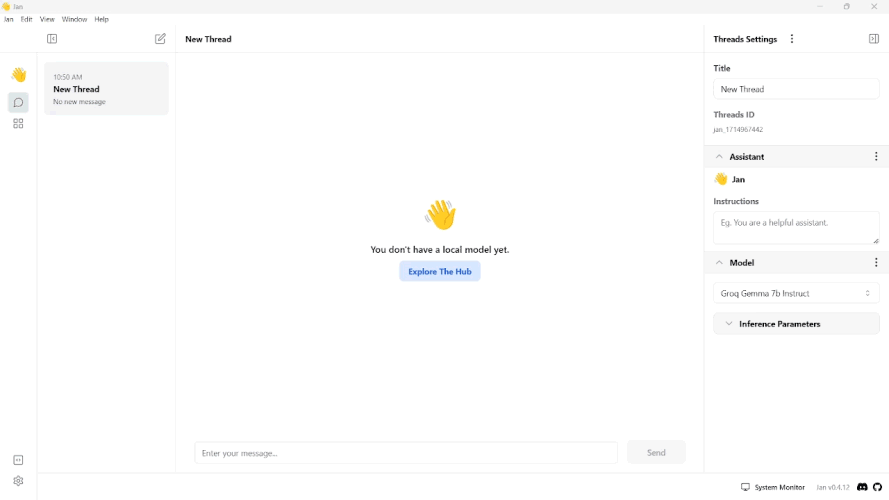 Jan
Jan Edit View Window Help
New Thread
Threads Settings
10:50 AM
New Thread
No new message
You don't have a local model yet.
Explore The Hub
Enter your message...
Send
Title
New Thread
Threads ID
jan_1714967442
Assistant
Jan
Instructions
Eg. You are a helpful assistant.
Model
Groq Gemma 7b Instruct
Inference Parameters
System Monitor
Jan v0.4.12